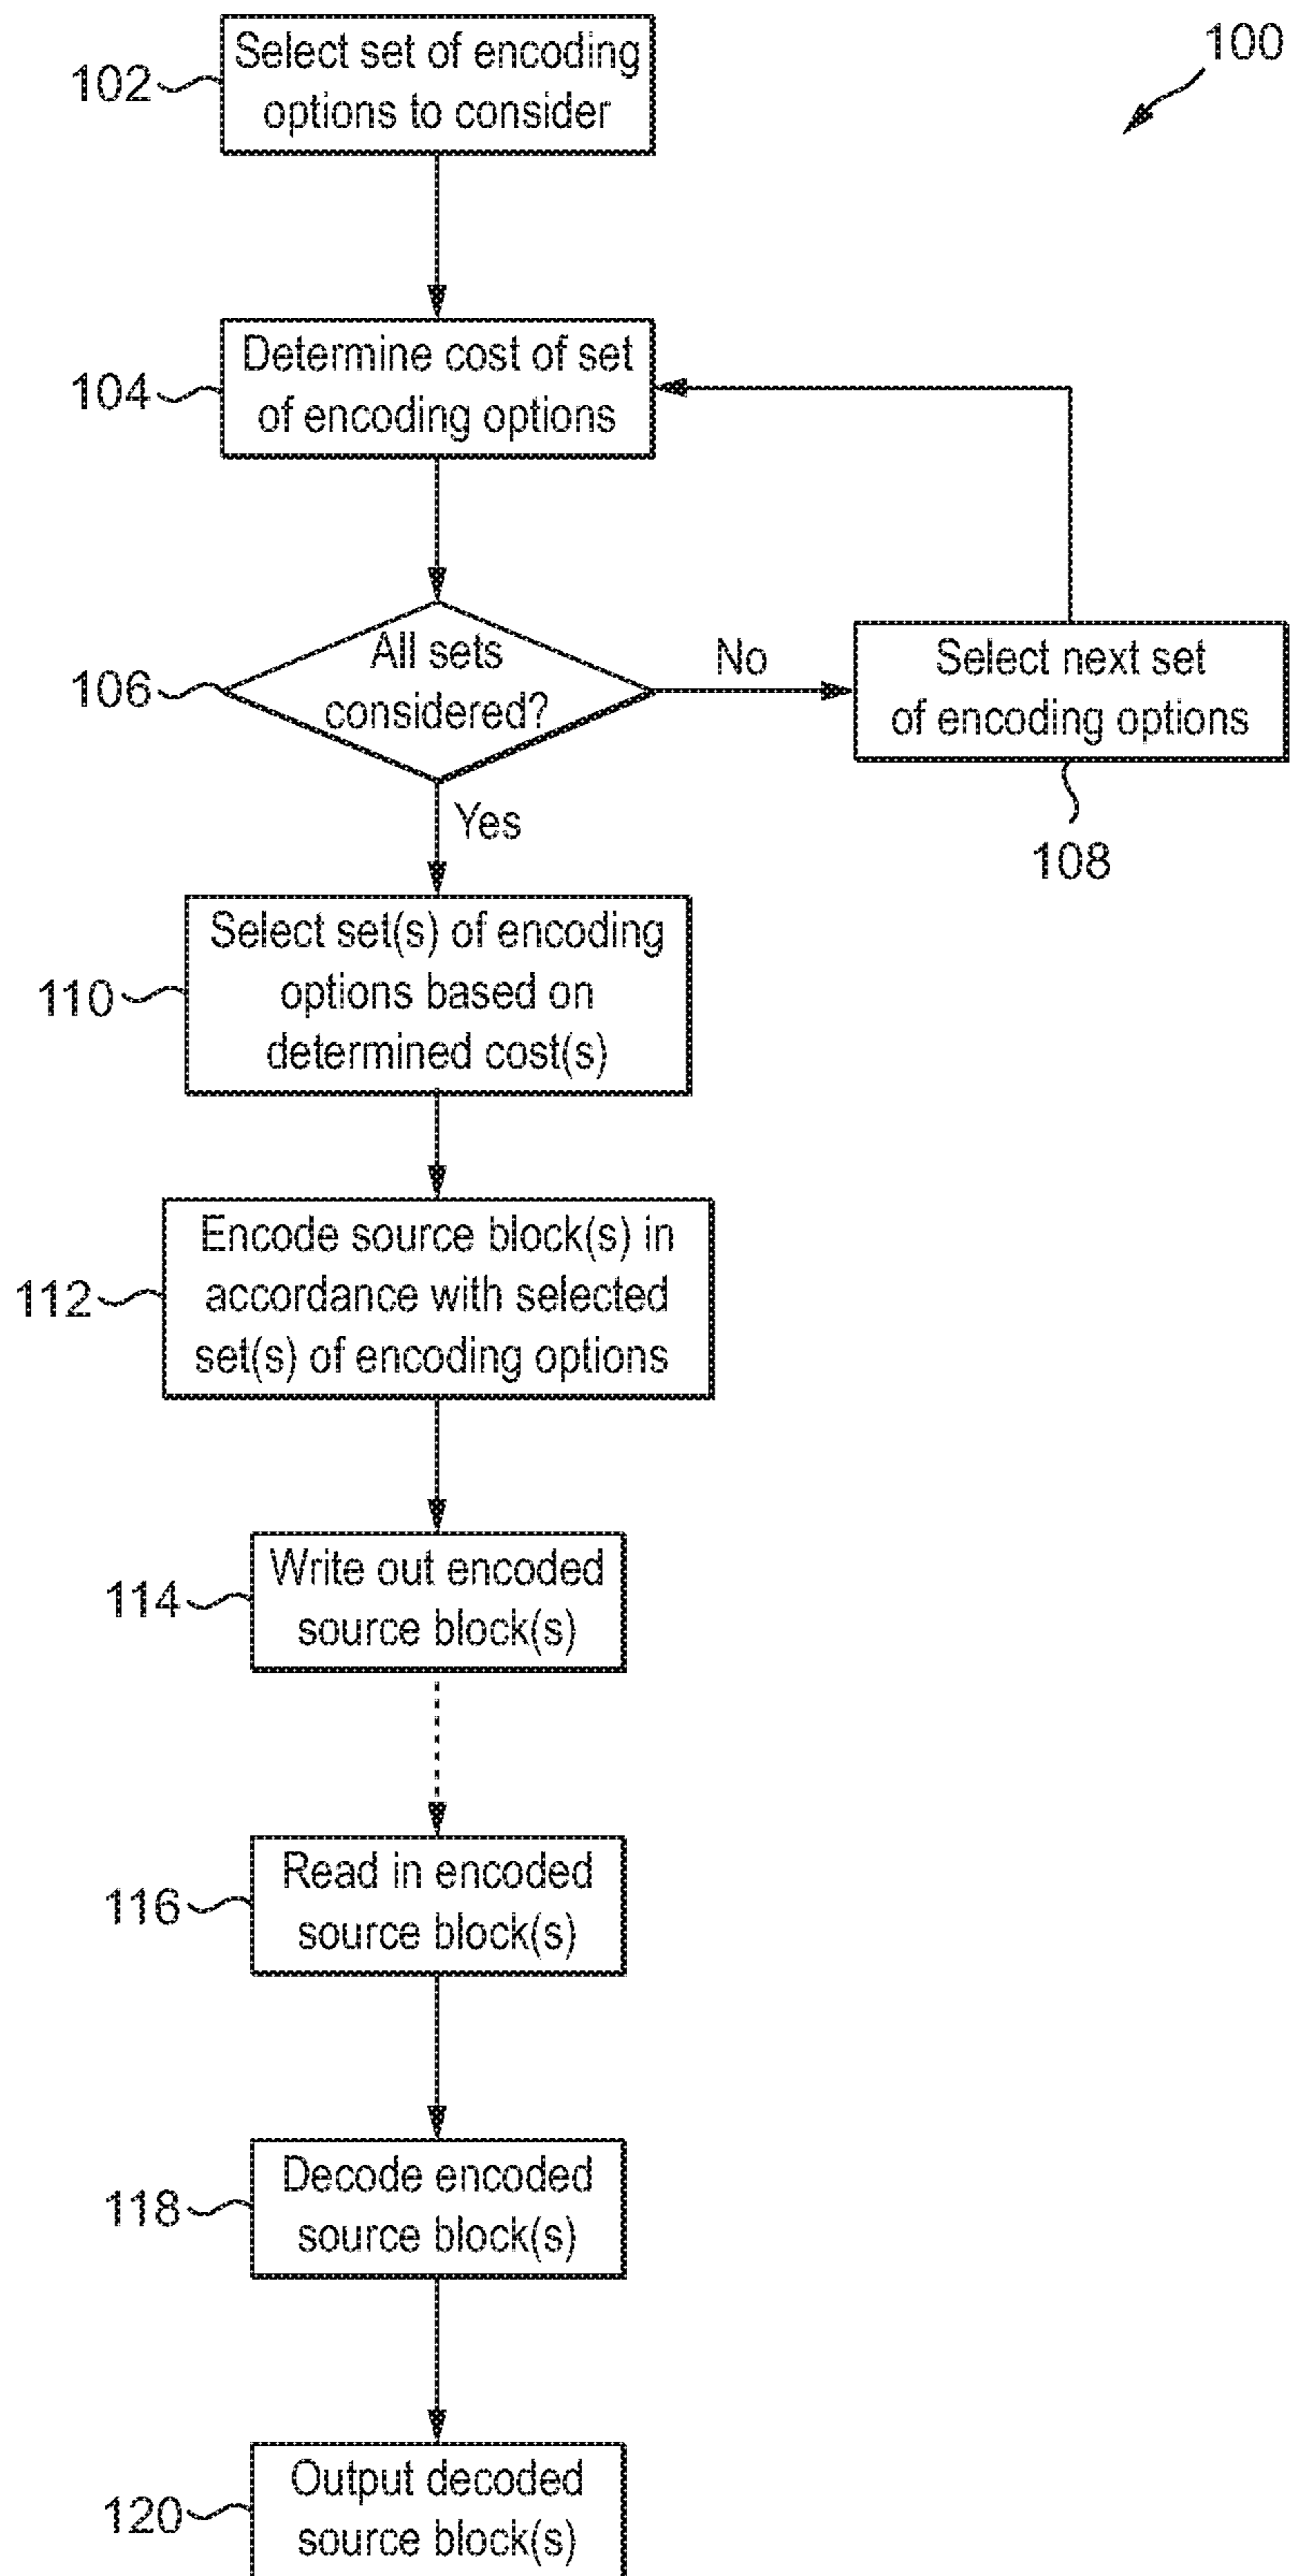 100
102
Select set of encoding
options to consider
104
Determine cost of set
of encoding options
106
All sets
considered?
No
Select next set
of encoding options
108
Yes
110
Select set(s) of encoding
options based on
determined cost(s)
112
Encode source block(s) in
accordance with selected
set(s) of encoding options
114
Write out encoded
source block(s)
116
Read in encoded
source block(s)
118
Decode encoded
source block(s)
120
Output decoded
source block(s)